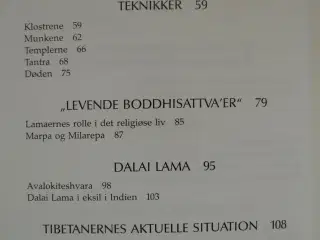 TEKNIKKER 59
Klostrene 59
Munkene 62
Templerne 66
Tantra 68
Døden 75
„LEVENDE BODDHISATTVA'ER" 79
Lamaernes rolle i det religiøse liv 85
Marpa og Milarepa 87
DALAI LAMA 95
Avalokiteshvara 98
Dalai Lama i eksil i Indien 103
TIBETANERNES AKTUELLE SITUATION 108